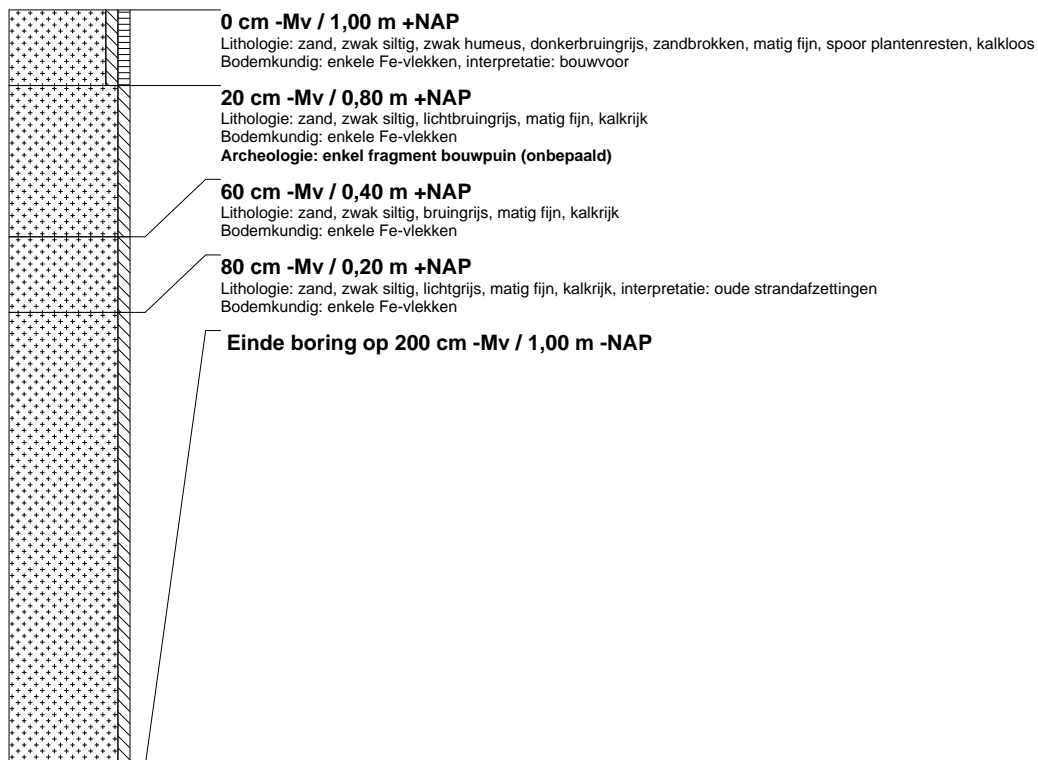 0 cm -Mv / 1,00 m +NAP
Lithologie: zand, zwak siltig, zwak humeus, donkerbruingrijs, zandbrokken, matig fijn, spoor plantenresten, kalkloos
Bodemkundig: enkele Fe-vlekken, interpretatie: bouwvoor
20 cm -Mv / 0,80 m +NAP
Lithologie: zand, zwak siltig, lichtbruingrijs, matig fijn, kalkrijk
Bodemkundig: enkele Fe-vlekken
Archeologie: enkel fragment bouwpuin (onbepaald)
60 cm -Mv / 0,40 m +NAP
Lithologie: zand, zwak siltig, bruingrijs, matig fijn, kalkrijk
Bodemkundig: enkele Fe-vlekken
80 cm -Mv / 0,20 m +NAP
Lithologie: zand, zwak siltig, lichtgrijs, matig fijn, kalkrijk, interpretatie: oude strandafzettingen
Bodemkundig: enkele Fe-vlekken
Einde boring op 200 cm -Mv / 1,00 m -NAP